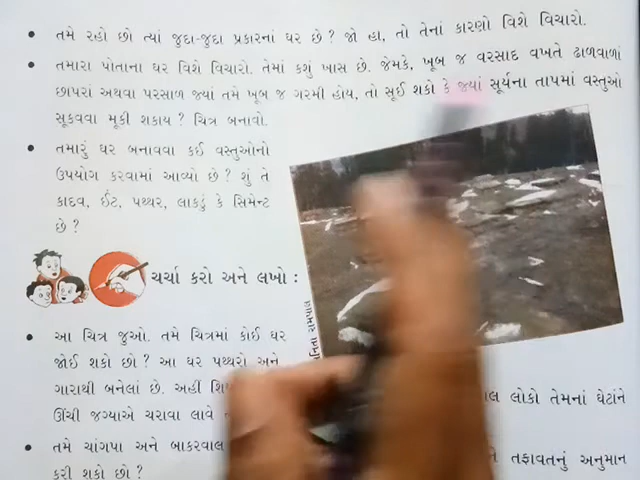 તમે રહો છો ત્યાં જુદા-જુદા પ્રકારનાં ઘર છે ? જો હા, તો તેનાં કારણો વિશે વિચારો.
તમારા પોતાના ઘર વિશે વિચારો. તેમાં કશું ખાસ છે. જેમકે, ખૂબ જ વરસાદ વખતે ઢાળવાળાં
છાપરાં અથવા પરસાળ જ્યાં તમે ખૂબ જ ગરમી હોય, તો સૂઈ શકો કે જ્યાં સૂર્યના તાપમાં વસ્તુઓ
સૂકવવા મૂકી શકાય ? ચિત્ર બનાવો.
તમારું ઘર બનાવવા કઈ વસ્તુઓનો
ઉપયોગ કરવામાં આવ્યો છે ? શું તે
કાદવ, ઈંટ, પથ્થર, લાકડું કે સિમેન્ટ
છે ?
ચર્ચા કરો અને લખો :
આ ચિત્ર જુઓ. તમે ચિત્રમાં કોઈ ઘર
જોઈ શકો છો ? આ ઘર પથ્થરો અને
ગારાથી બનેલાં છે. અહીં લોકો તેમનાં ઘેટાંને
ઊંચી જગ્યાએ ચરાવા લાવે
તમે ચાંગપા અને બાકરવાલ તફાવતનું અનુમાન
કરી શકો છો ?
રામપાલ